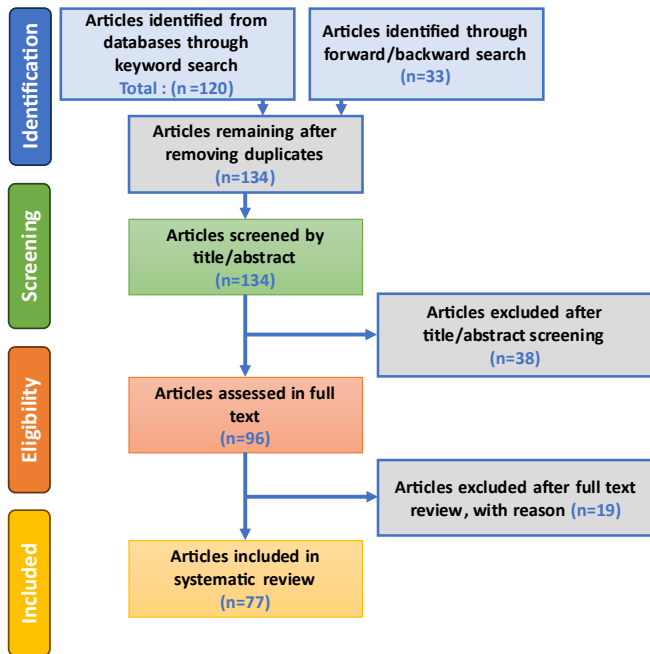 Identification
Articles identified from
databases through
keyword search
Total : (n =120)
Articles identified through
forward/backward search
(n=33)
Articles remaining after
removing duplicates
(n=134)
Screening
Articles screened by
title/abstract
(n=134)
Articles excluded after
title/abstract screening
(n=38)
Eligibility
Articles assessed in full
text
(n=96)
Articles excluded after full text
review, with reason (n=19)
Included
Articles included in
systematic review
(n=77)